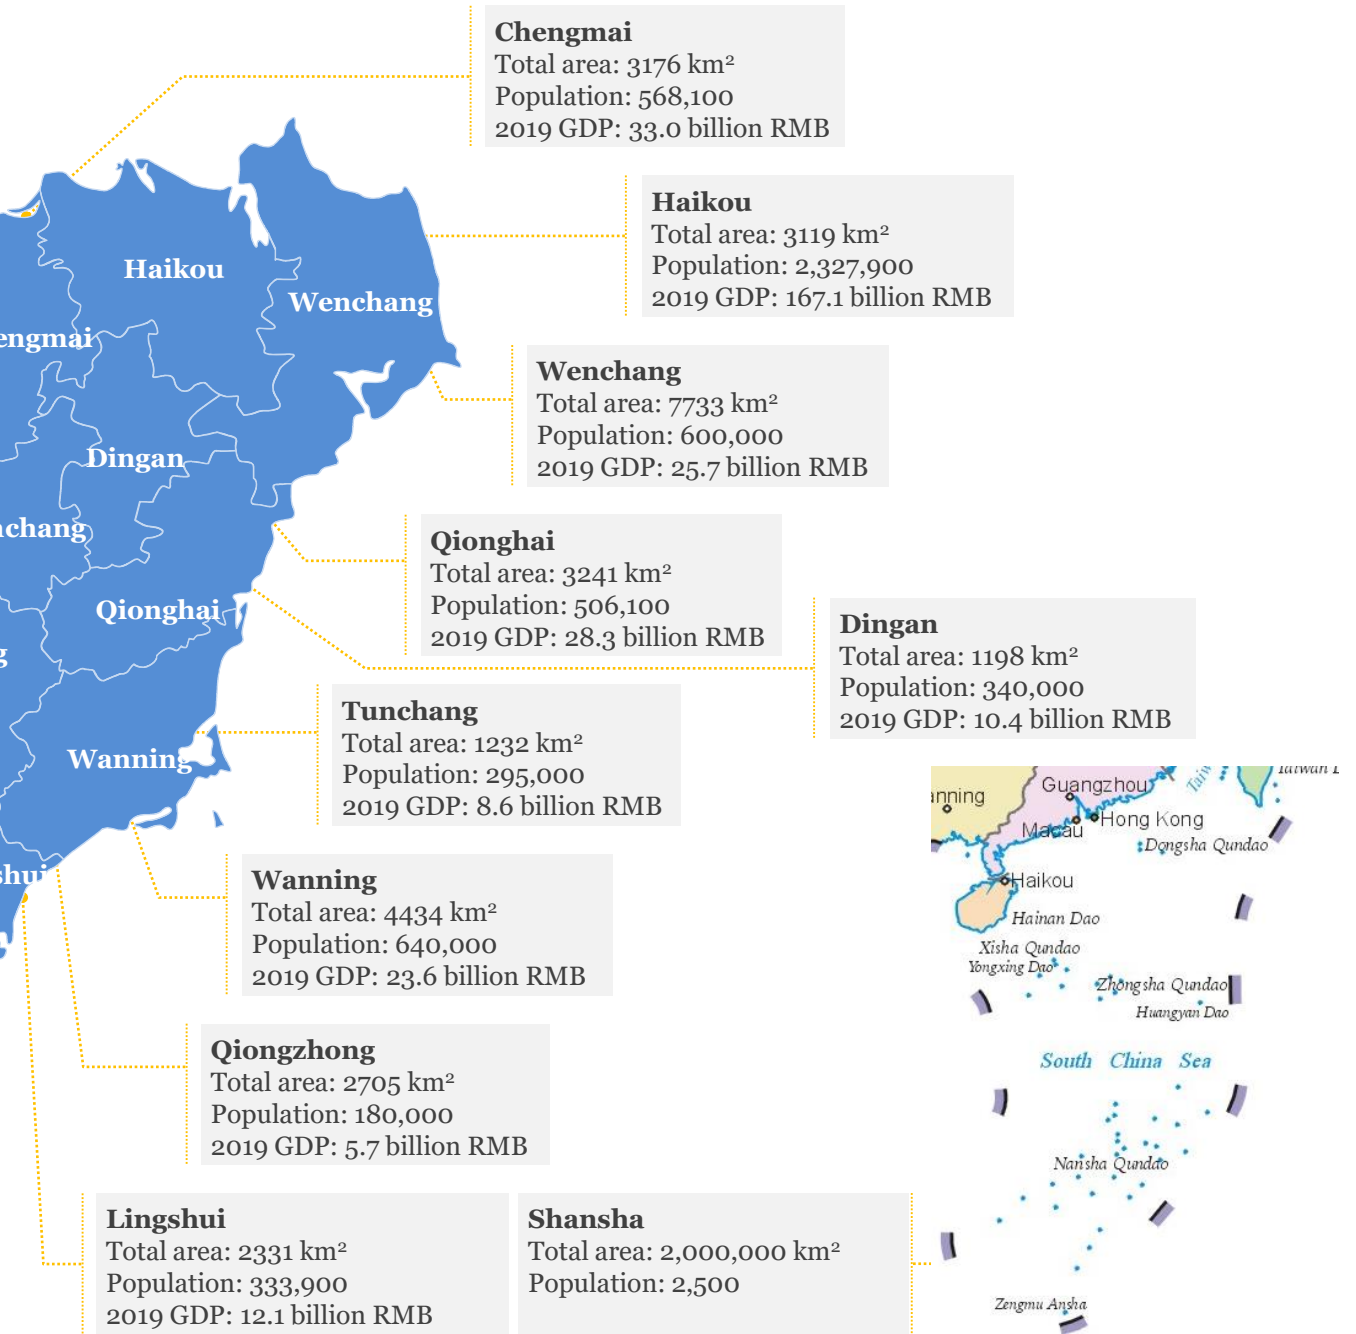 Chengmai
Total area: 3176 km²
Population: 568,100
2019 GDP: 33.0 billion RMB
Haikou
Total area: 3119 km²
Population: 2,327,900
2019 GDP: 167.1 billion RMB
Wenchang
Total area: 7733 km²
Population: 600,000
2019 GDP: 25.7 billion RMB
Qionghai
Total area: 3241 km²
Population: 506,100
2019 GDP: 28.3 billion RMB
Dingan
Total area: 1198 km²
Population: 340,000
2019 GDP: 10.4 billion RMB
Tunchang
Total area: 1232 km²
Population: 295,000
2019 GDP: 8.6 billion RMB
Wanning
Total area: 4434 km²
Population: 640,000
2019 GDP: 23.6 billion RMB
Qiongzhong
Total area: 2705 km²
Population: 180,000
2019 GDP: 5.7 billion RMB
Lingshui
Total area: 2331 km²
Population: 333,900
2019 GDP: 12.1 billion RMB
Shansha
Total area: 2,000,000 km²
Population: 2,500
Haikou
Wenchang
engmai
Dingan
chang
Qionghai
g
Wanning
shui
Guangzhou
Taiw
anning
Macau
Hong Kong
Dongsha Qundao
Haikou
Hainan Dao
Xisha Qundao
Yongxing Dao
Zhongsha Qundao
Huangyan Dao
South China Sea
Nansha Qundao
Zengmu Ansha